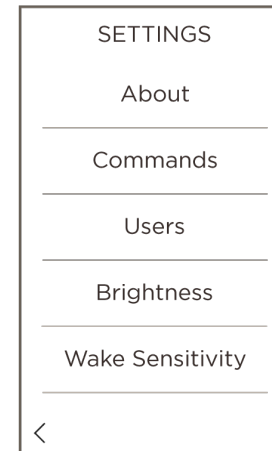 SETTINGS
About
Commands
Users
Brightness
Wake Sensitivity